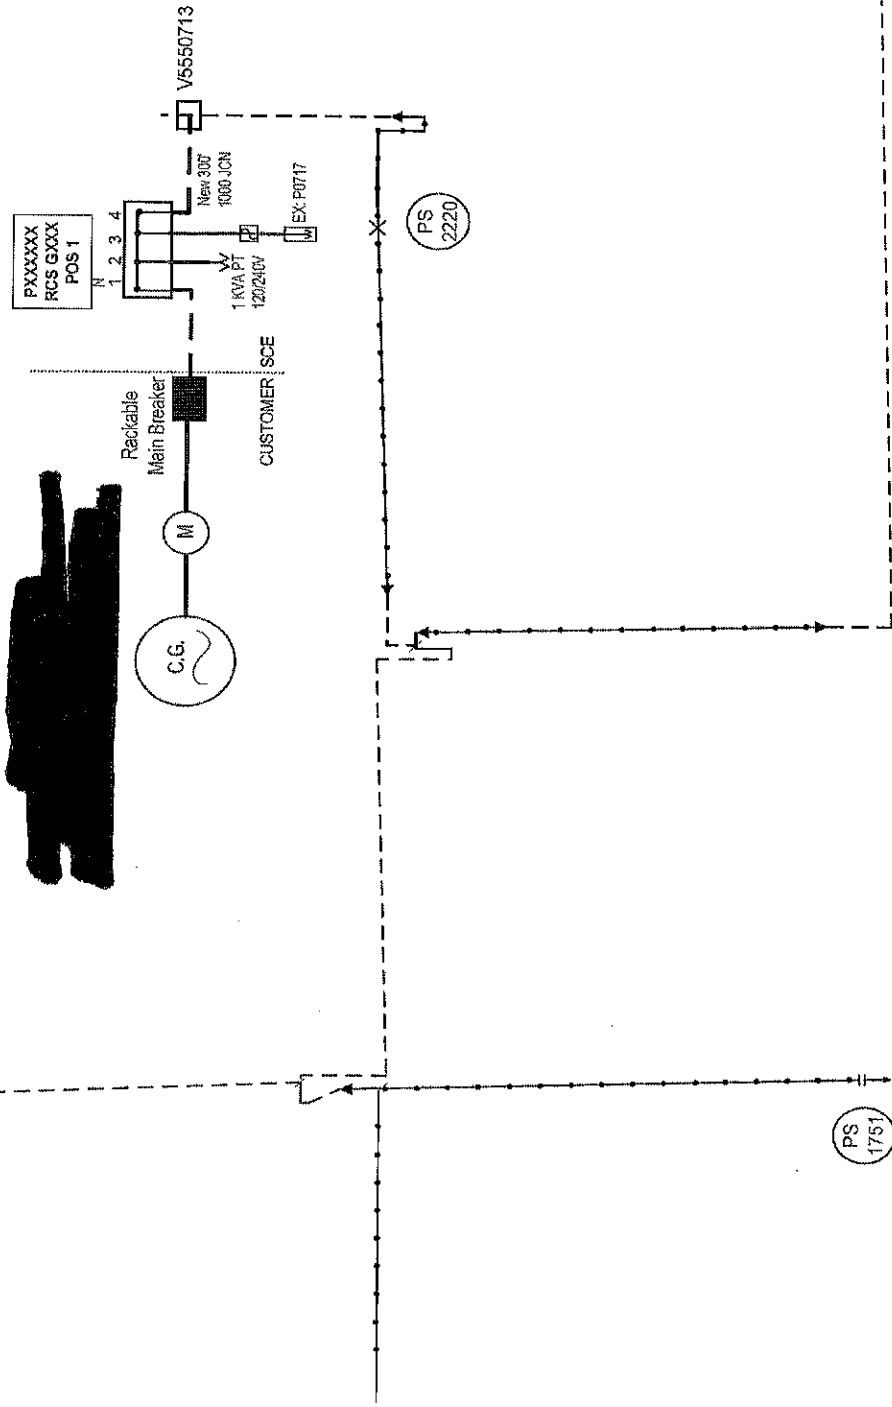 V5550713
PXXXXXX
RCS GXXX
POS 1
N
1 2 3 4
New 300'
1000 JCN
EX: P0717
1 KVA PT
120/240V
SCE
CUSTOMER
Rackable
Main Breaker
M
C.G.
PS
2220
PS
1751